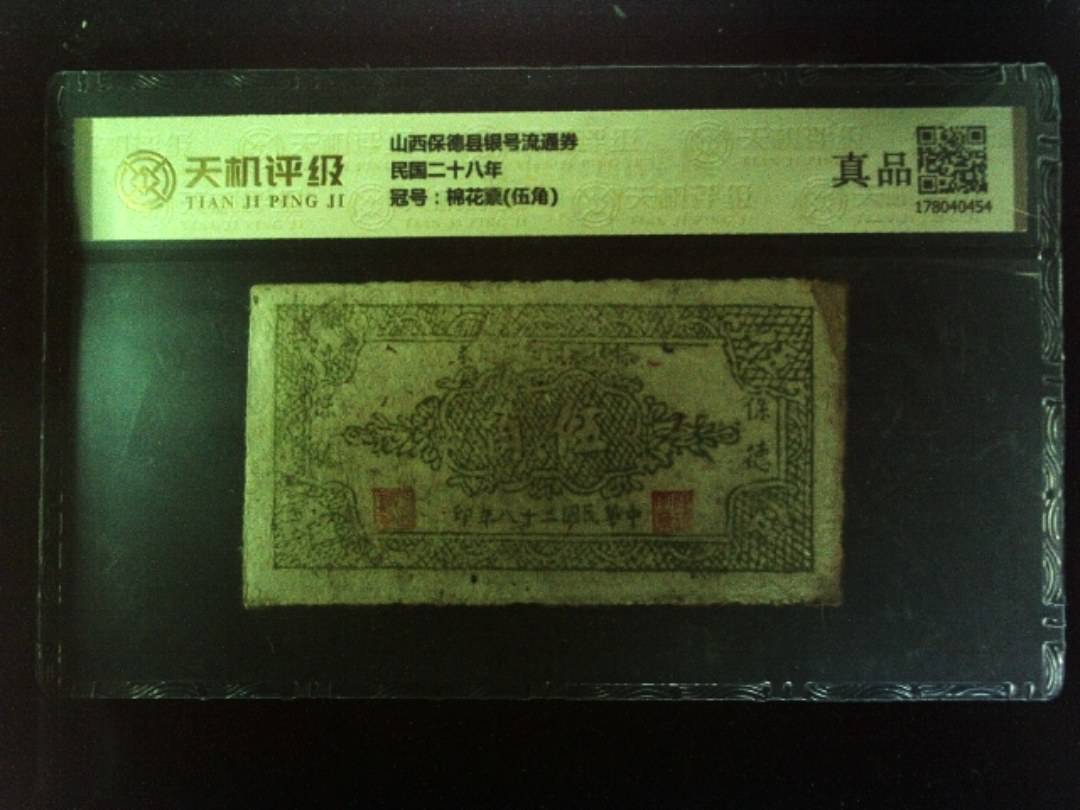 天机评级
TIAN JI PING JI
山西保德县银号流通券
民国二十八年
冠号：棉花票(伍角)
真品
178040454
伍
保德
中華民國二十八年印